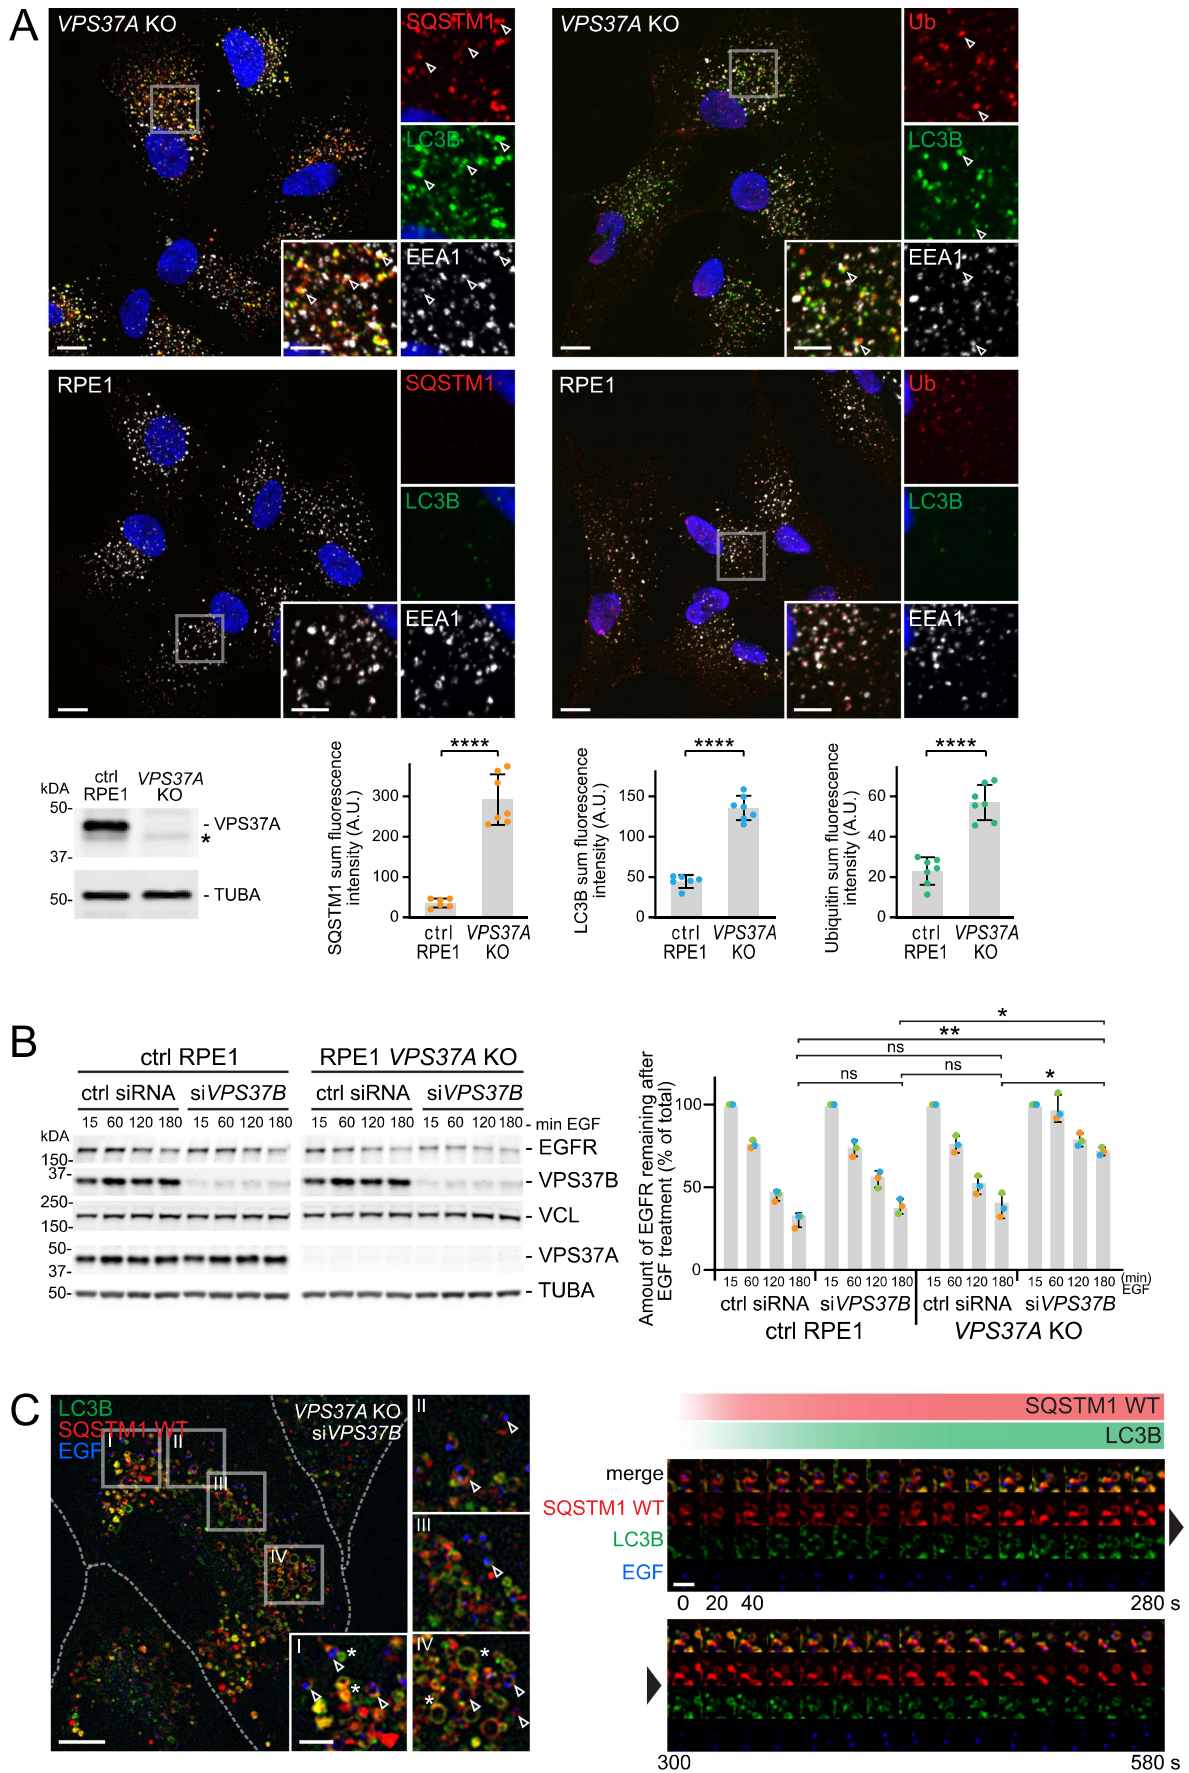 A
VPS37A KO
SQSTM1
LC3B
EEA1
VPS37A KO
Ub
LC3B
EEA1
RPE1
SQSTM1
LC3B
EEA1
RPE1
Ub
LC3B
EEA1
kDA
ctrl
RPE1
VPS37A
KO
50-
37-
50-
- VPS37A
*
- TUBA
SQSTM1 sum fluorescence
intensity (A.U.)
****
300
200
100
0
ctrl
RPE1
VPS37A
KO
LC3B sum fluorescence
intensity (A.U.)
****
150
100
50
0
ctrl
RPE1
VPS37A
KO
Ubiquitin sum fluorescence
intensity (A.U.)
****
60
40
20
0
ctrl
RPE1
VPS37A
KO
B
ctrl RPE1
RPE1 VPS37A KO
ctrl siRNA
siVPS37B
ctrl siRNA
siVPS37B
15 60 120 180 15 60 120 180 15 60 120 180 15 60 120 180 - min EGF
kDA
150-
- EGFR
37-
- VPS37B
250-
150-
- VCL
50-
37-
- VPS37A
50-
- TUBA
Amount of EGFR remaining after
EGF treatment (% of total)
*
**
ns
ns
ns
*
100
50
0
15 60 120 180 15 60 120 180 15 60 120 180 15 60 120 180 (min)
EGF
ctrl siRNA
siVPS37B
ctrl siRNA
siVPS37B
ctrl RPE1
VPS37A KO
C
LC3B
SQSTM1 WT
EGF
VPS37A KO
siVPS37B
I
II
III
IV
II
III
I
*
*
IV
*
*
SQSTM1 WT
LC3B
merge
SQSTM1 WT
LC3B
EGF
0 20 40 280 s
300 580 s